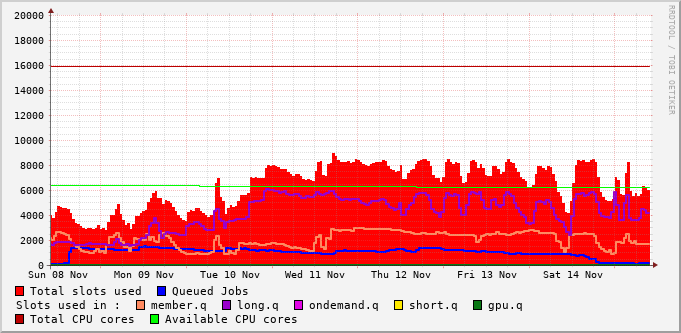 RRDTOOL / TOBI OETIKER
20000
18000
16000
14000
12000
10000
8000
6000
4000
2000
0
Sun 08 Nov Mon 09 Nov Tue 10 Nov Wed 11 Nov Thu 12 Nov Fri 13 Nov Sat 14 Nov
Total slots used Queued Jobs
Slots used in : member.q long.q ondemand.q short.q gpu.q
Total CPU cores Available CPU cores